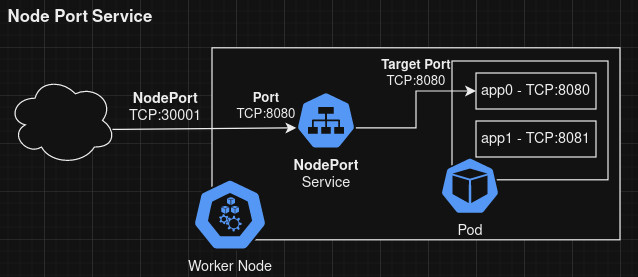 Node Port Service
NodePort
TCP:30001
Port
TCP:8080
Target Port
TCP:8080
app0 - TCP:8080
app1 - TCP:8081
NodePort
Service
Pod
Worker Node